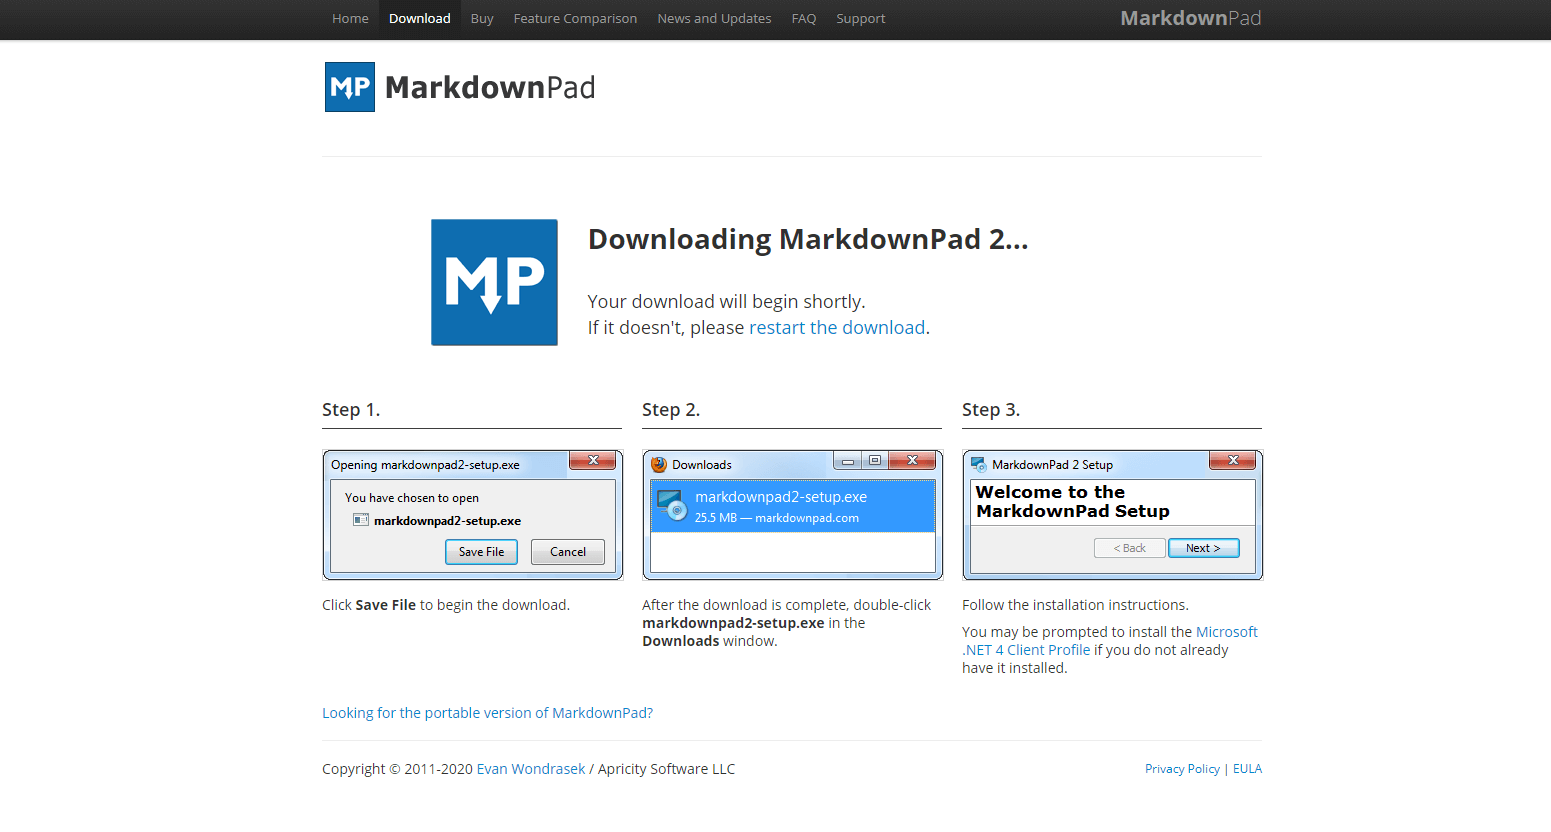 Home Download Buy Feature Comparison News and Updates FAQ Support MarkdownPad
MP MarkdownPad
MP
Downloading MarkdownPad 2...
Your download will begin shortly.
If it doesn't, please restart the download.
Step 1.
Opening markdownpad2-setup.exe
You have chosen to open
markdownpad2-setup.exe
Save File Cancel
Click Save File to begin the download.
Step 2.
Downloads
markdownpad2-setup.exe
25.5 MB — markdownpad.com
After the download is complete, double-click
markdownpad2-setup.exe in the
Downloads window.
Step 3.
MarkdownPad 2 Setup
Welcome to the
MarkdownPad Setup
< Back Next >
Follow the installation instructions.
You may be prompted to install the Microsoft
.NET 4 Client Profile if you do not already
have it installed.
Looking for the portable version of MarkdownPad?
Copyright © 2011-2020 Evan Wondrasek / Apricity Software LLC
Privacy Policy | EULA